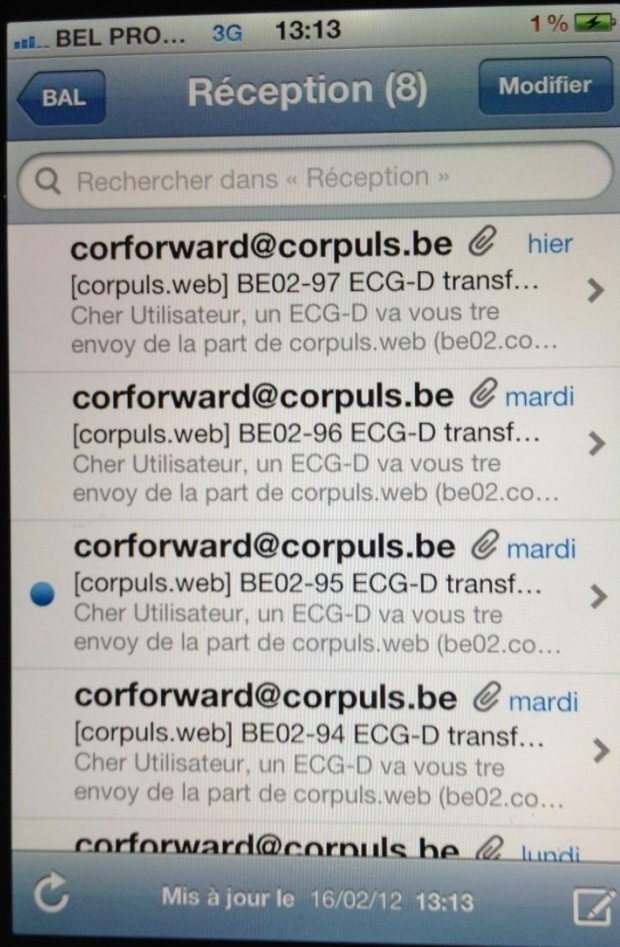 BEL PRO... 3G 13:13 1 %
BAL Réception (8) Modifier
Rechercher dans « Réception »
corforward@corpuls.be hier
[corpuls.web] BE02-97 ECG-D transf...
Cher Utilisateur, un ECG-D va vous tre
envoy de la part de corpuls.web (be02.co...
corforward@corpuls.be mardi
[corpuls.web] BE02-96 ECG-D transf...
Cher Utilisateur, un ECG-D va vous tre
envoy de la part de corpuls.web (be02.co...
corforward@corpuls.be mardi
[corpuls.web] BE02-95 ECG-D transf...
Cher Utilisateur, un ECG-D va vous tre
envoy de la part de corpuls.web (be02.co...
corforward@corpuls.be mardi
[corpuls.web] BE02-94 ECG-D transf...
Cher Utilisateur, un ECG-D va vous tre
envoy de la part de corpuls.web (be02.co...
corforward@corpuls.be lundi
Mis à jour le 16/02/12 13:13